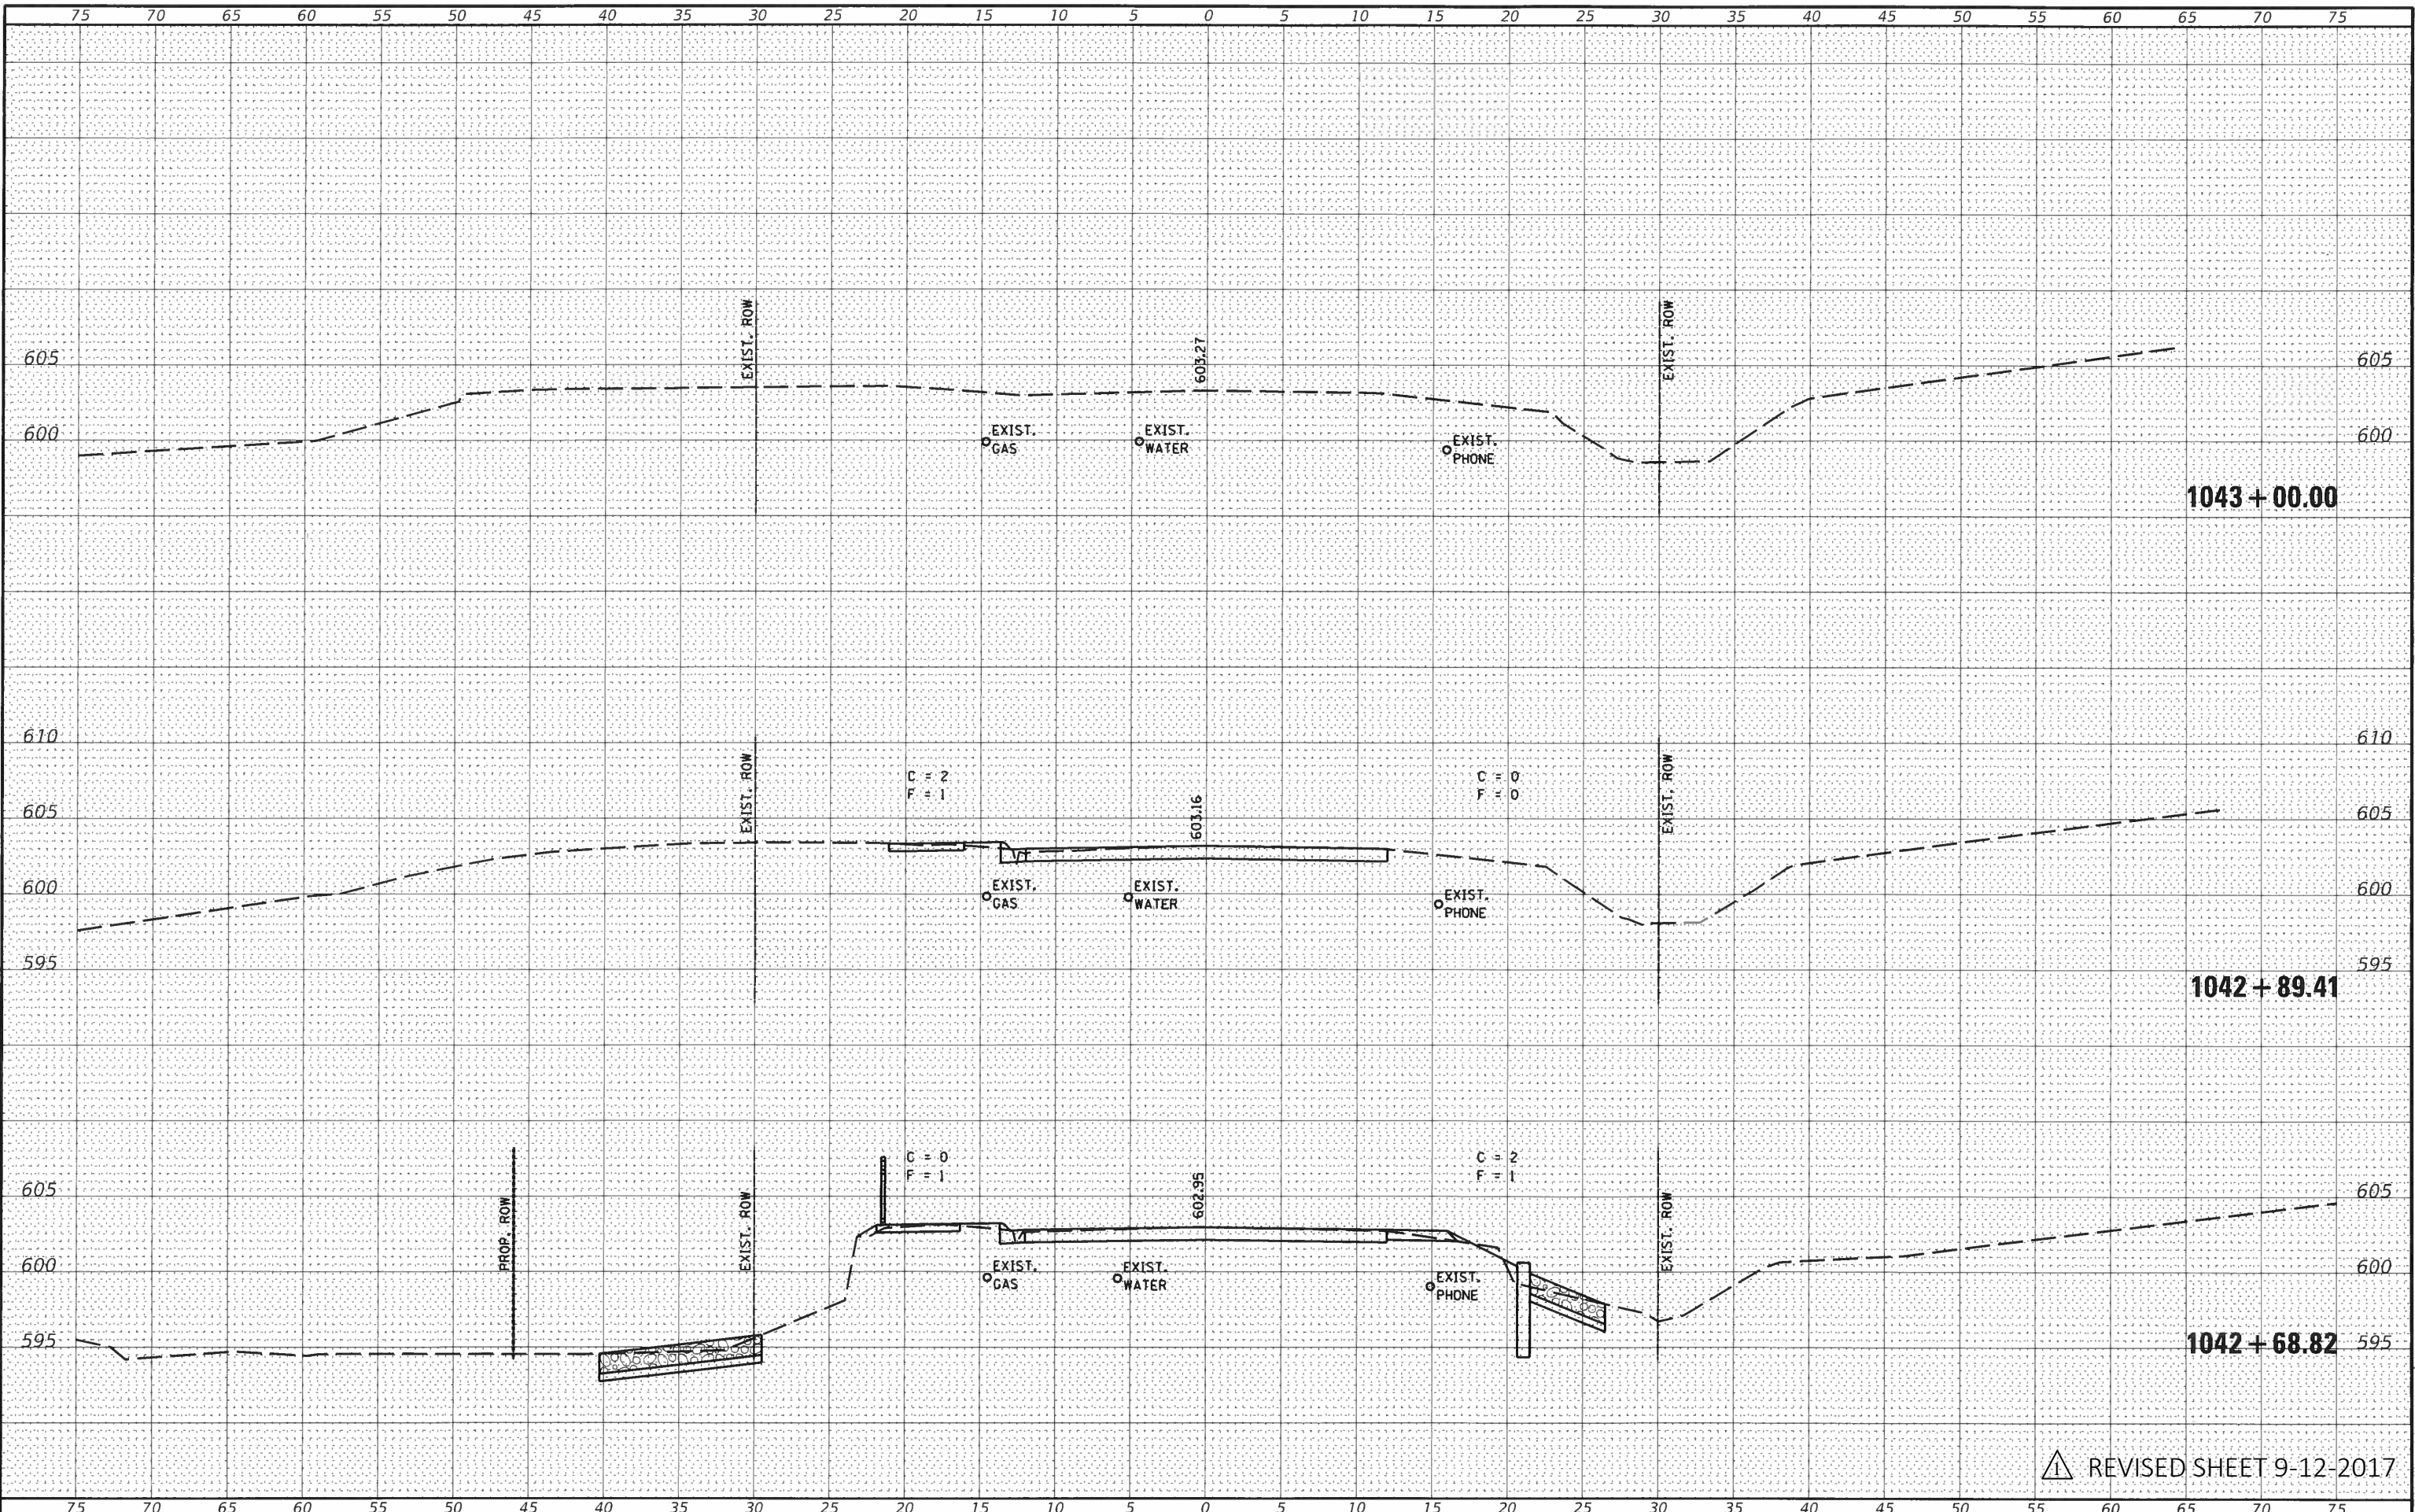 75 70 65 60 55 50 45 40 35 30 25 20 15 10 5 0 5 10 15 20 25 30 35 40 45 50 55 60 65 70 75
EXIST. ROW
603.27
EXIST. ROW
605
605
600
EXIST.
GAS
EXIST.
WATER
EXIST.
PHONE
600
1043+00.00
610
610
EXIST. ROW
C = 2
F = 1
603.16
C = 0
F = 0
EXIST. ROW
605
605
600
EXIST.
GAS
EXIST.
WATER
EXIST.
PHONE
600
595
595
1042+89.41
PROP. ROW
EXIST. ROW
C = 0
F = 1
602.95
C = 2
F = 1
EXIST. ROW
605
605
600
EXIST.
GAS
EXIST.
WATER
EXIST.
PHONE
600
595
1042+68.82
595
1 REVISED SHEET 9-12-2017
75 70 65 60 55 50 45 40 35 30 25 20 15 10 5 0 5 10 15 20 25 30 35 40 45 50 55 60 65 70 75